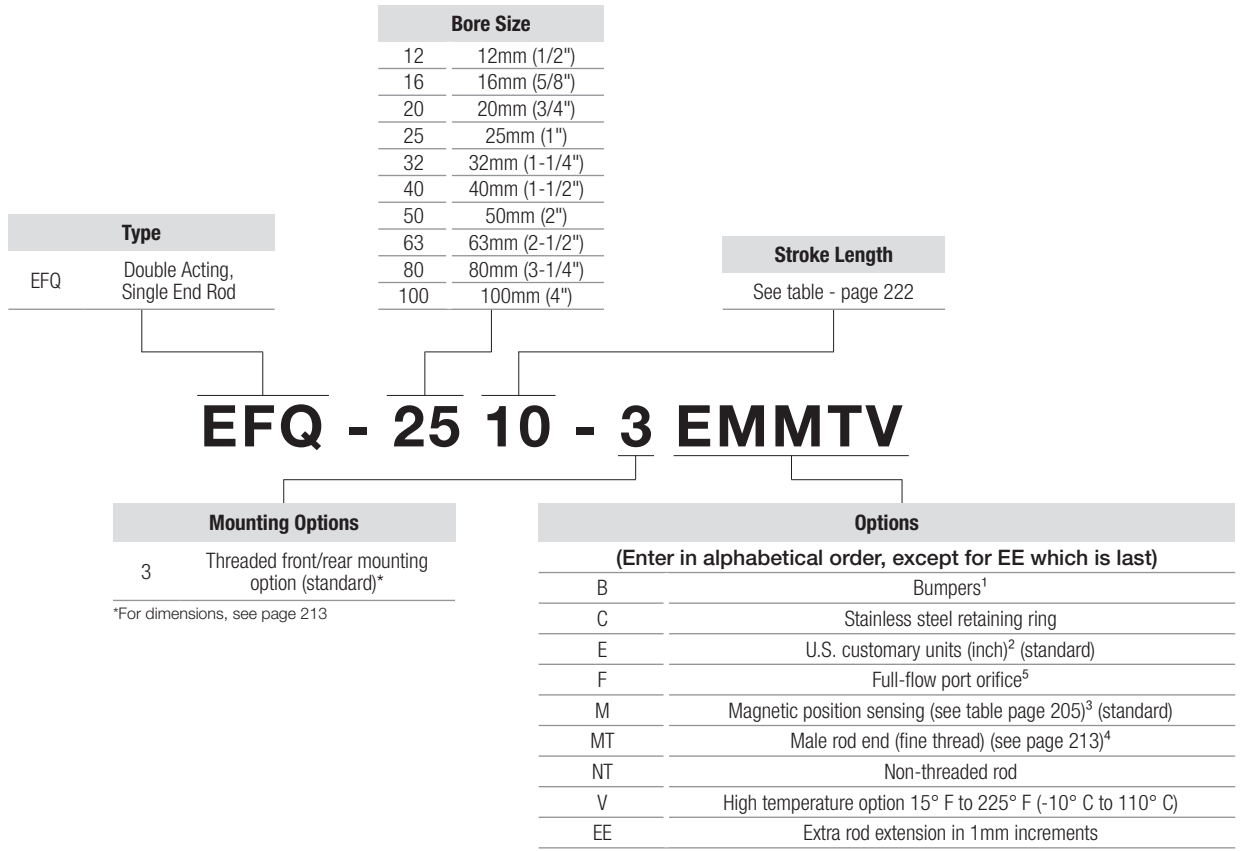 Bore Size
12 12mm (1/2")
16 16mm (5/8")
20 20mm (3/4")
25 25mm (1")
32 32mm (1-1/4")
40 40mm (1-1/2")
50 50mm (2")
63 63mm (2-1/2")
80 80mm (3-1/4")
100 100mm (4")
Type
EFQ Double Acting,
Single End Rod
Stroke Length
See table - page 222
EFQ - 25 10 - 3 EMMTV
Mounting Options
3 Threaded front/rear mounting
option (standard)*
*For dimensions, see page 213
Options
(Enter in alphabetical order, except for EE which is last)
B Bumpers¹
C Stainless steel retaining ring
E U.S. customary units (inch)² (standard)
F Full-flow port orifice⁵
M Magnetic position sensing (see table page 205)³ (standard)
MT Male rod end (fine thread) (see page 213)⁴
NT Non-threaded rod
V High temperature option 15° F to 225° F (-10° C to 110° C)
EE Extra rod extension in 1mm increments